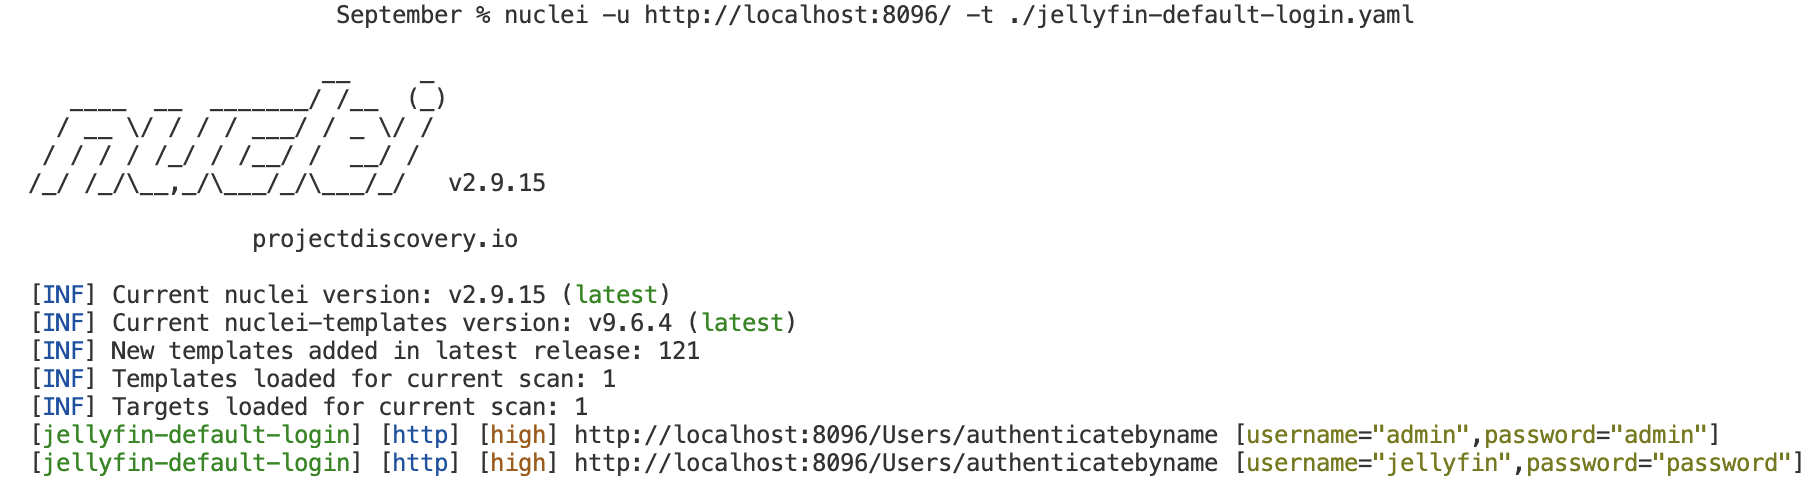 September % nuclei -u http://localhost:8096/ -t ./jellyfin-default-login.yaml
                     __     _
   ____  __  _______/ /__  (_)
  / __ \/ / / / ___/ / _ \/ /
 / / / / /_/ / /__/ /  __/ /
/_/ /_/\__,_/\___/_/\___/_/   v2.9.15
projectdiscovery.io
[INF] Current nuclei version: v2.9.15 (latest)
[INF] Current nuclei-templates version: v9.6.4 (latest)
[INF] New templates added in latest release: 121
[INF] Templates loaded for current scan: 1
[INF] Targets loaded for current scan: 1
[jellyfin-default-login] [http] [high] http://localhost:8096/Users/authenticatebyname [username="admin",password="admin"]
[jellyfin-default-login] [http] [high] http://localhost:8096/Users/authenticatebyname [username="jellyfin",password="password"]